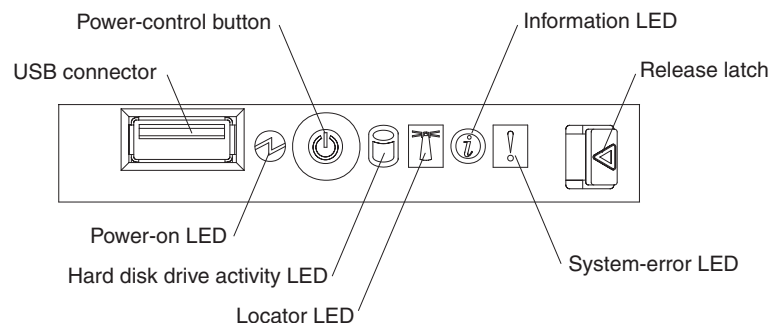 Power-control button
Information LED
USB connector
Release latch
i
!
Power-on LED
System-error LED
Hard disk drive activity LED
Locator LED